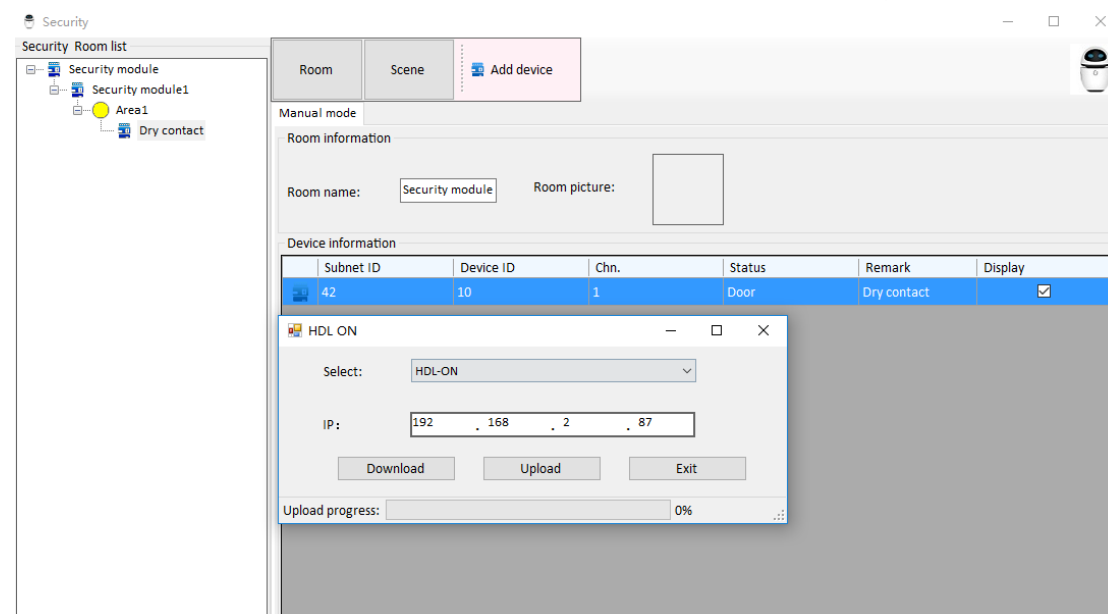 Security
Security Room list
Security module
Security module1
Area1
Dry contact
Room
Scene
Add device
Manual mode
Room information
Room name:
Security module
Room picture:
Device information
Subnet ID
Device ID
Chn.
Status
Remark
Display
42
10
1
Door
Dry contact
HDL ON
Select:
HDL-ON
IP:
192 . 168 . 2 . 87
Download
Upload
Exit
Upload progress:
0%